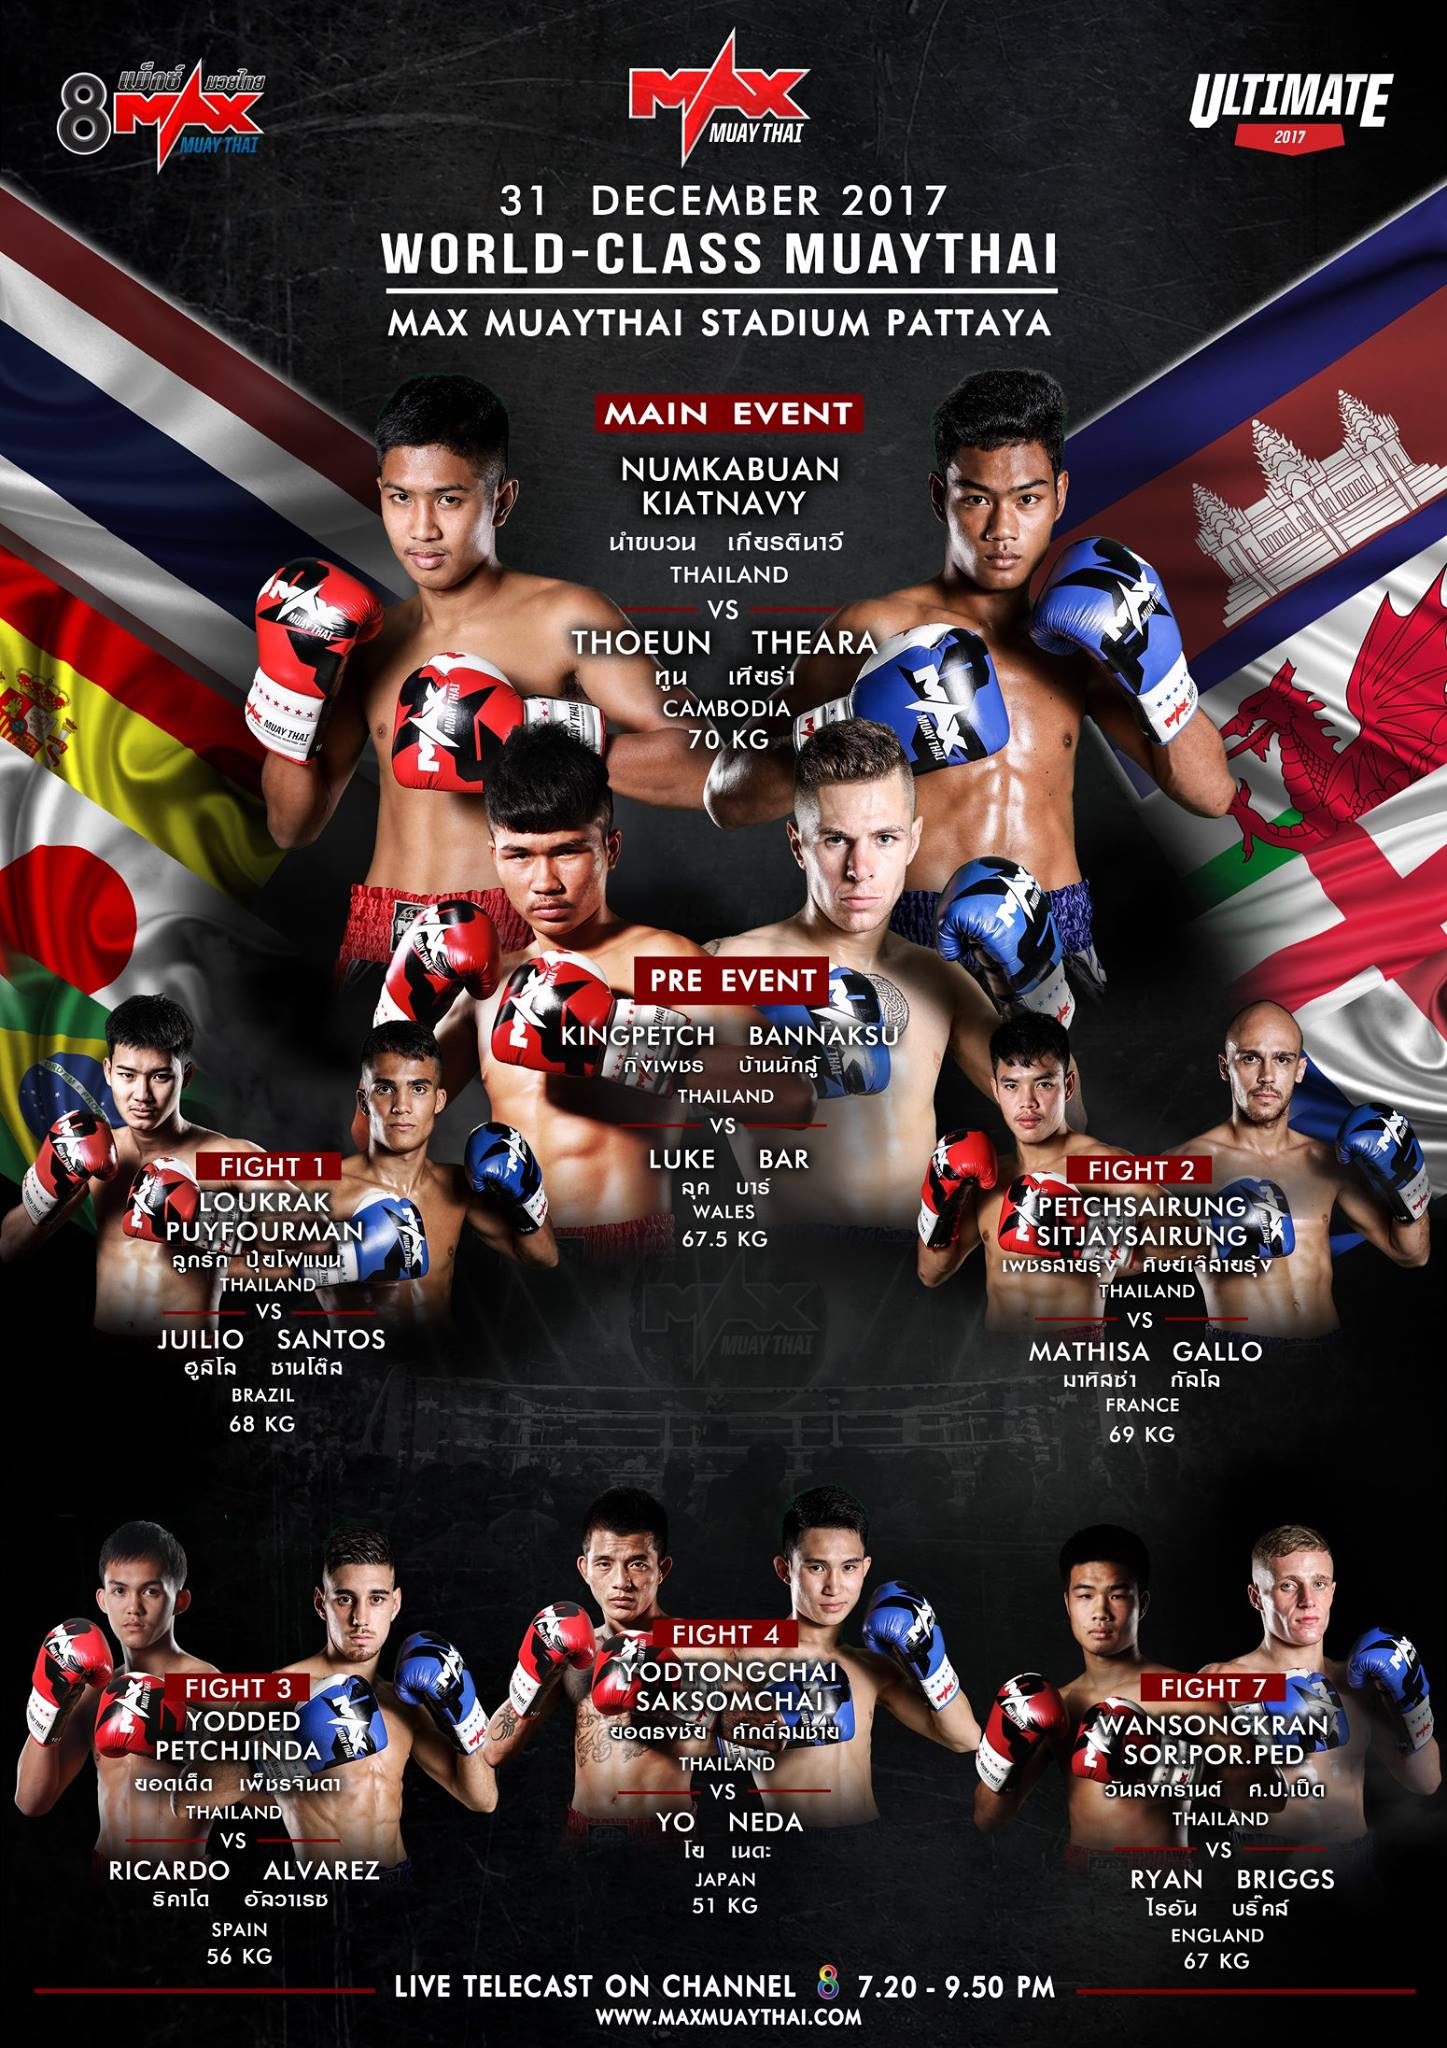 8 แม็กซ์ มวยไทย
MAX
MUAY THAI
MAX
MUAY THAI
ULTIMATE
2017
31 DECEMBER 2017
WORLD-CLASS MUAYTHAI
MAX MUAYTHAI STADIUM PATTAYA
MAIN EVENT
NUMKABUAN
KIATNAVY
นำขบวน เกียรตินาวี
THAILAND
VS
THOEUN THEARA
ทูน เทียร่า
CAMBODIA
70 KG
PRE EVENT
KINGPETCH BANNAKSU
กิ่งเพชร บ้านนักสู้
THAILAND
VS
LUKE BAR
ลุค บาร์
WALES
67.5 KG
FIGHT 1
LOUKRAK
PUYFOURMAN
ลูกรัก ปุ๋ยโฟแมน
THAILAND
VS
JUILIO SANTOS
ฮูลิโล ซานโต๊ส
BRAZIL
68 KG
FIGHT 2
PETCHSAIRUNG
SITJAYSAIRUNG
เพชรสายรุ้ง ศิษย์เจ๊สายรุ้ง
THAILAND
VS
MATHISA GALLO
มาทิสซ่า กัลโล
FRANCE
69 KG
MAX
MUAY THAI
FIGHT 3
YODDED
PETCHJINDA
ยอดเด็ด เพ็ชรจินดา
THAILAND
VS
RICARDO ALVAREZ
ริคาโด อัลวาเรซ
SPAIN
56 KG
FIGHT 4
YODTONGCHAI
SAKSOMCHAI
ยอดธงชัย ศักดิ์สมชาย
THAILAND
VS
YO NEDA
โย เนดะ
JAPAN
51 KG
FIGHT 7
WANSONGKRAN
SOR.POR.PED
วันสงกรานต์ ศ.ป.เป็ด
THAILAND
VS
RYAN BRIGGS
ไรอัน บริ๊คส์
ENGLAND
67 KG
LIVE TELECAST ON CHANNEL 8 7.20 - 9.50 PM
WWW.MAXMUAYTHAI.COM